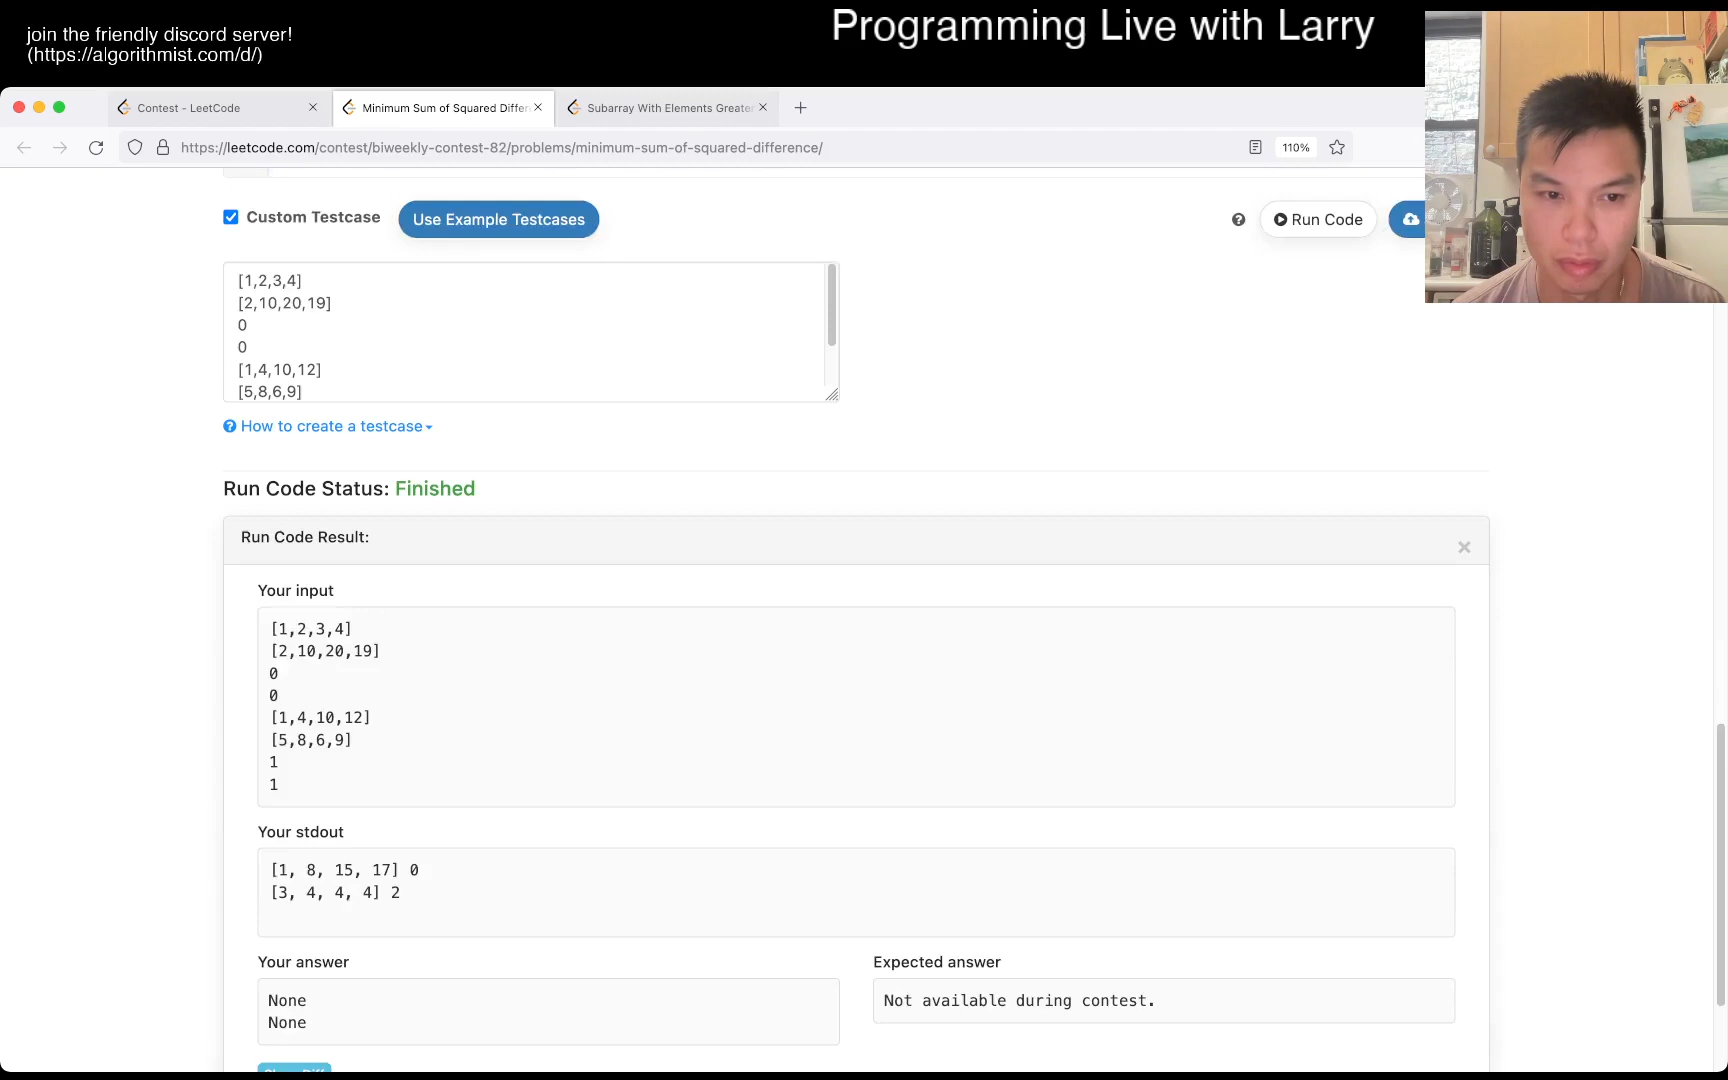 join the friendly discord server!
(https://algorithmist.com/d/)
Programming Live with Larry
Contest - LeetCode
Minimum Sum of Squared Differ
Subarray With Elements Greate
https://leetcode.com/contest/biweekly-contest-82/problems/minimum-sum-of-squared-difference/
110%
Custom Testcase
Use Example Testcases
Run Code
[1,2,3,4]
[2,10,20,19]
0
0
[1,4,10,12]
[5,8,6,9]
How to create a testcase
Run Code Status: Finished
Run Code Result:
Your input
[1,2,3,4]
[2,10,20,19]
0
0
[1,4,10,12]
[5,8,6,9]
1
1
Your stdout
[1, 8, 15, 17] 0
[3, 4, 4, 4] 2
Your answer
Expected answer
None
None
Not available during contest.